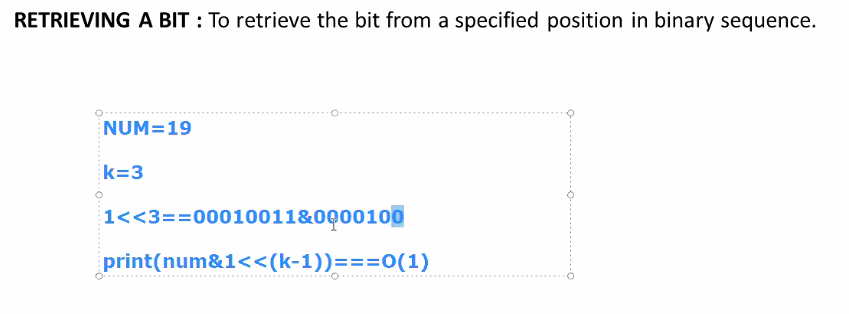 RETRIEVING A BIT : To retrieve the bit from a specified position in binary sequence.
NUM=19
k=3
1<<3==00010011&0000100
print(num&1<<(k-1))===O(1)